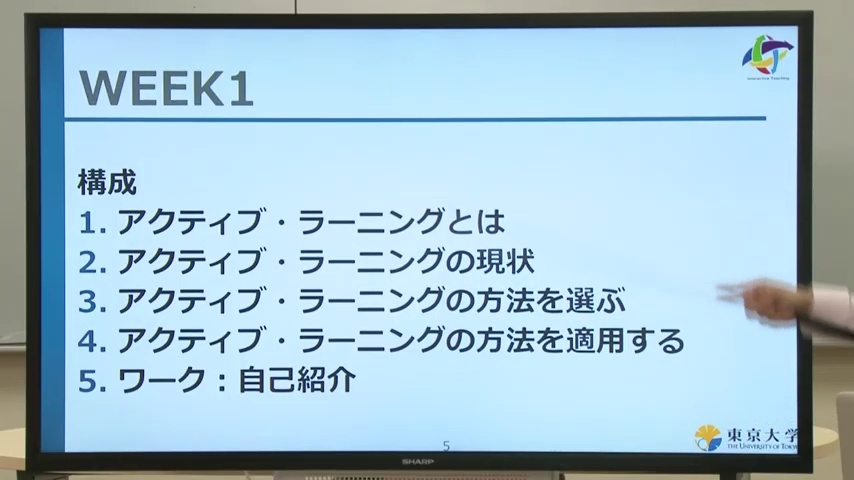 WEEK1
Interactive Teaching
構成
1. アクティブ・ラーニングとは
2. アクティブ・ラーニングの現状
3. アクティブ・ラーニングの方法を選ぶ
4. アクティブ・ラーニングの方法を適用する
5. ワーク：自己紹介
5
東京大学
THE UNIVERSITY OF TOKYO
SHARP